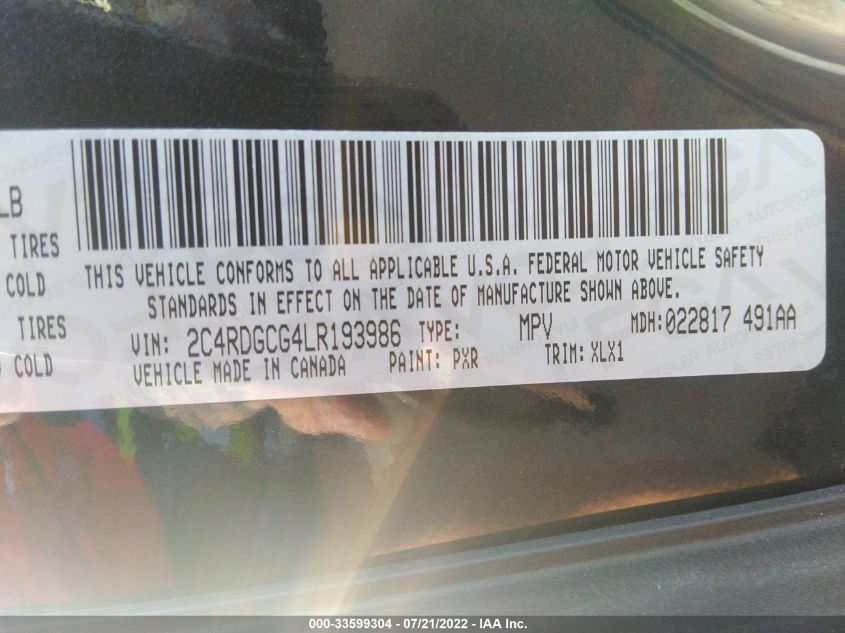 LB
TIRES
COLD
TIRES
COLD
THIS VEHICLE CONFORMS TO ALL APPLICABLE U.S.A. FEDERAL MOTOR VEHICLE SAFETY
STANDARDS IN EFFECT ON THE DATE OF MANUFACTURE SHOWN ABOVE.
VIN: 2C4RDGCG4LR193986 TYPE: MPV MDH: 022817 491AA
VEHICLE MADE IN CANADA PAINT: PXR TRIM: XLX1
000-33599304 / 07/21/2022 - IAA Inc.